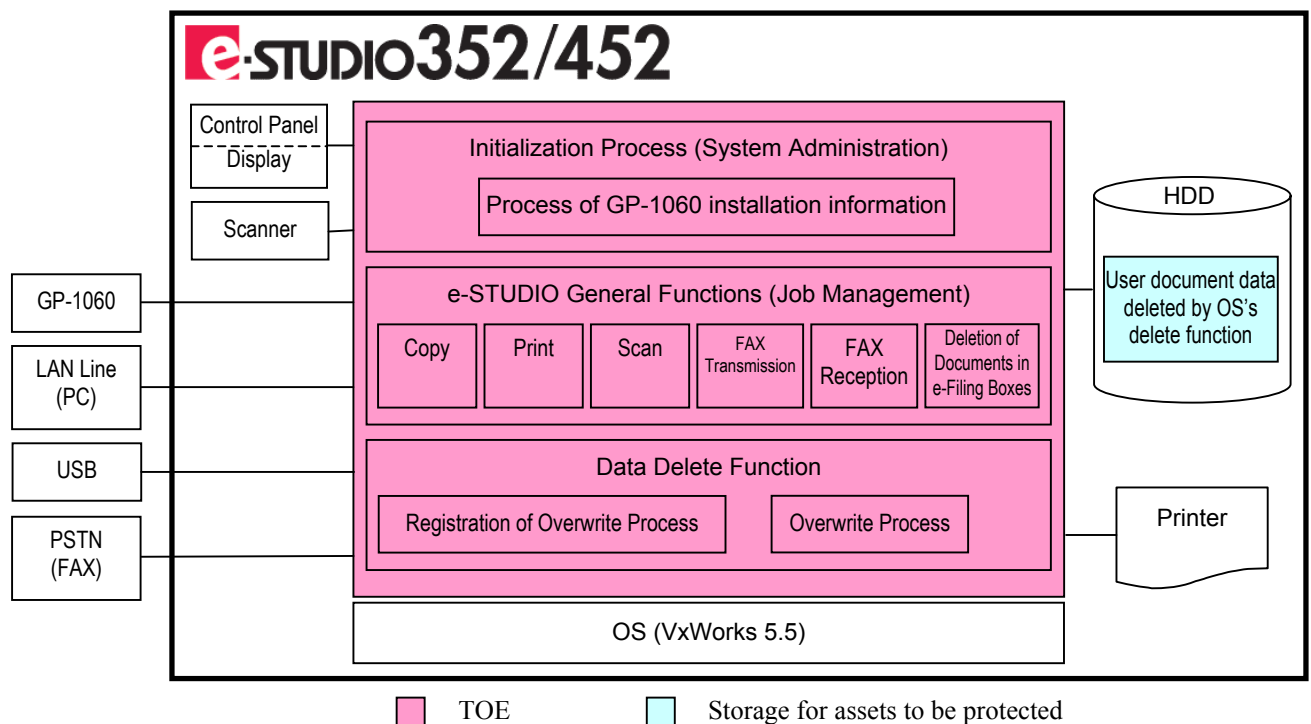 e-STUDIO352/452
Control Panel
Display
Scanner
GP-1060
LAN Line
(PC)
USB
PSTN
(FAX)
Initialization Process (System Administration)
Process of GP-1060 installation information
e-STUDIO General Functions (Job Management)
Copy
Print
Scan
FAX
Transmission
FAX
Reception
Deletion of
Documents in
e-Filing Boxes
Data Delete Function
Registration of Overwrite Process
Overwrite Process
OS (VxWorks 5.5)
HDD
User document data
deleted by OS's
delete function
Printer
TOE
Storage for assets to be protected